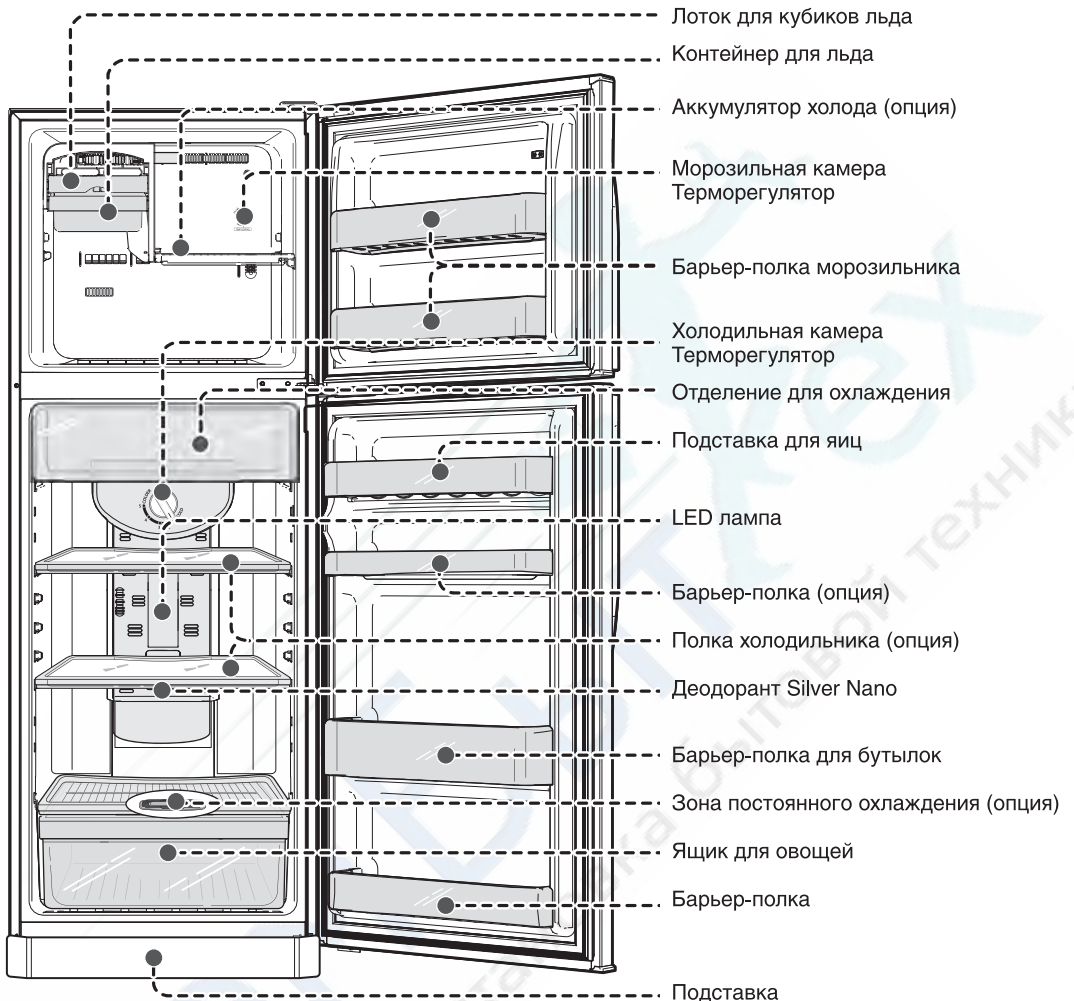 Лоток для кубиков льда
Контейнер для льда
Аккумулятор холода (опция)
Морозильная камера
Терморегулятор
Барьер-полка морозильника
Холодильная камера
Терморегулятор
Отделение для охлаждения
Подставка для яиц
LED лампа
Барьер-полка (опция)
Полка холодильника (опция)
Деодорант Silver Nano
Барьер-полка для бутылок
Зона постоянного охлаждения (опция)
Ящик для овощей
Барьер-полка
Подставка